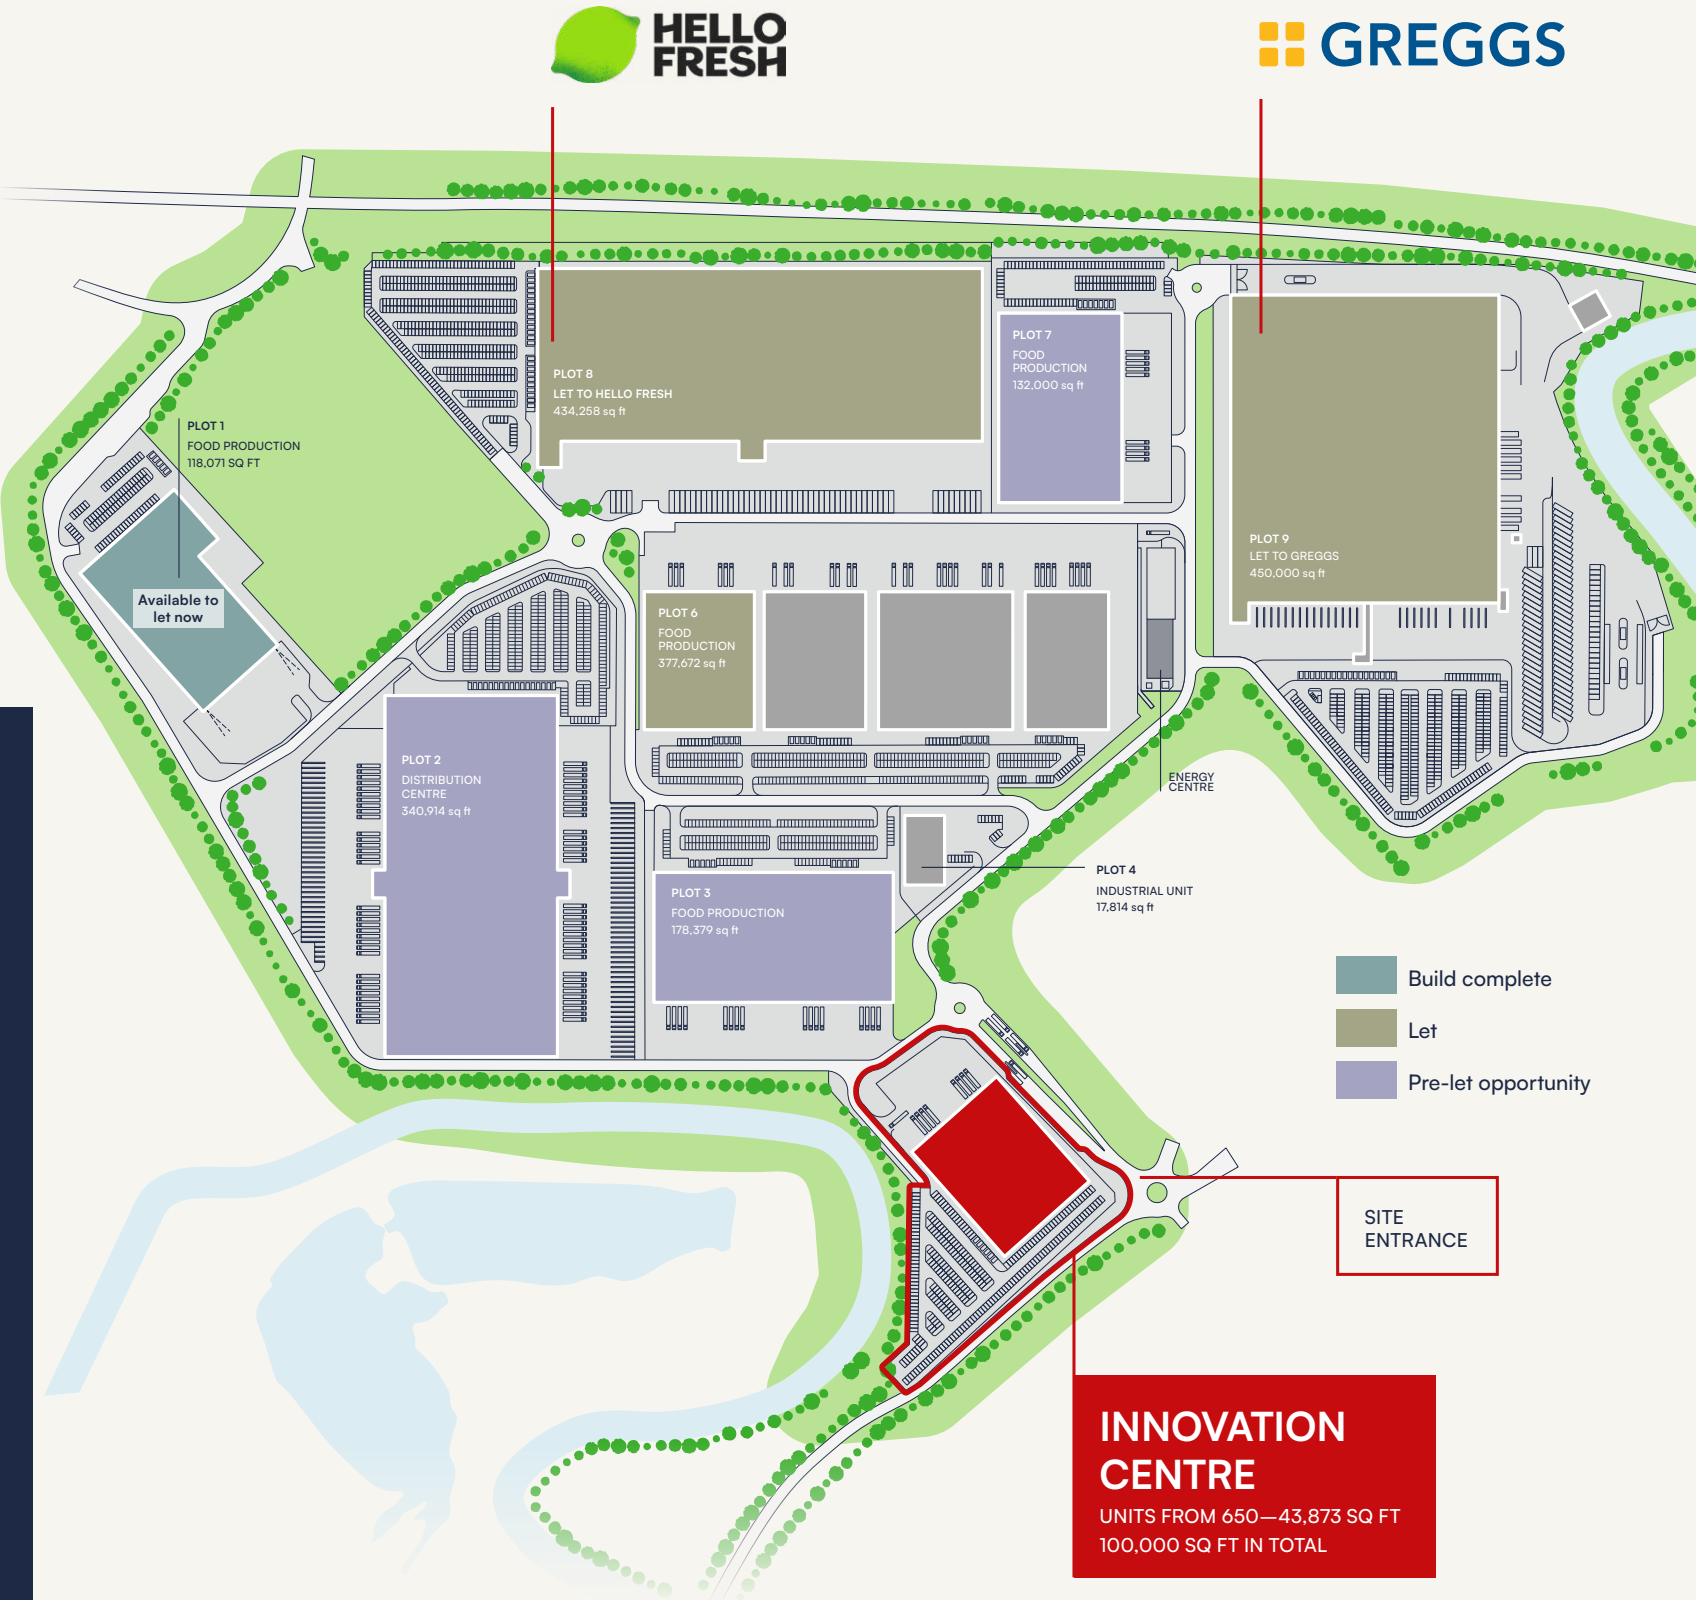 HELLO
FRESH
GREGGS
PLOT 1
FOOD PRODUCTION
118,071 SQ FT
Available to
let now
PLOT 8
LET TO HELLO FRESH
434,258 sq ft
PLOT 7
FOOD
PRODUCTION
132,000 sq ft
PLOT 9
LET TO GREGGS
450,000 sq ft
PLOT 6
FOOD
PRODUCTION
377,672 sq ft
PLOT 2
DISTRIBUTION
CENTRE
340,914 sq ft
ENERGY
CENTRE
PLOT 3
FOOD PRODUCTION
178,379 sq ft
PLOT 4
INDUSTRIAL UNIT
17,814 sq ft
Build complete
Let
Pre-let opportunity
SITE
ENTRANCE
INNOVATION
CENTRE
UNITS FROM 650—43,873 SQ FT
100,000 SQ FT IN TOTAL